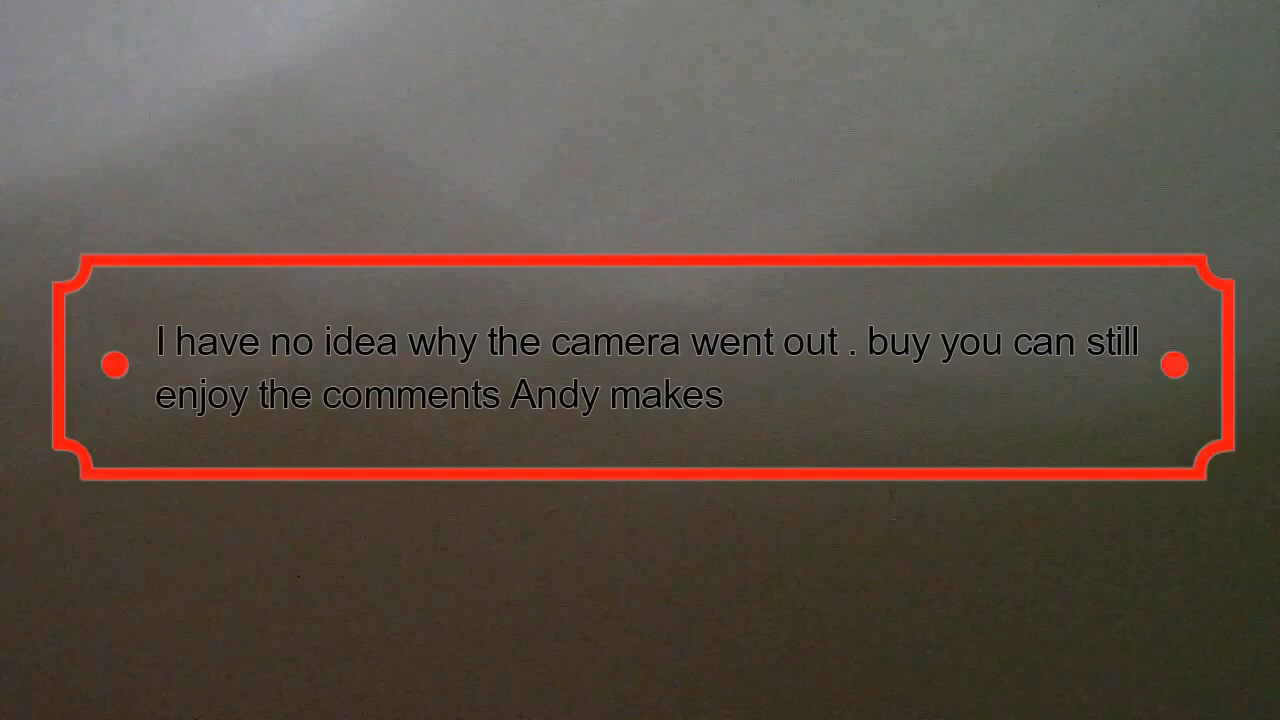 I have no idea why the camera went out . buy you can still
enjoy the comments Andy makes